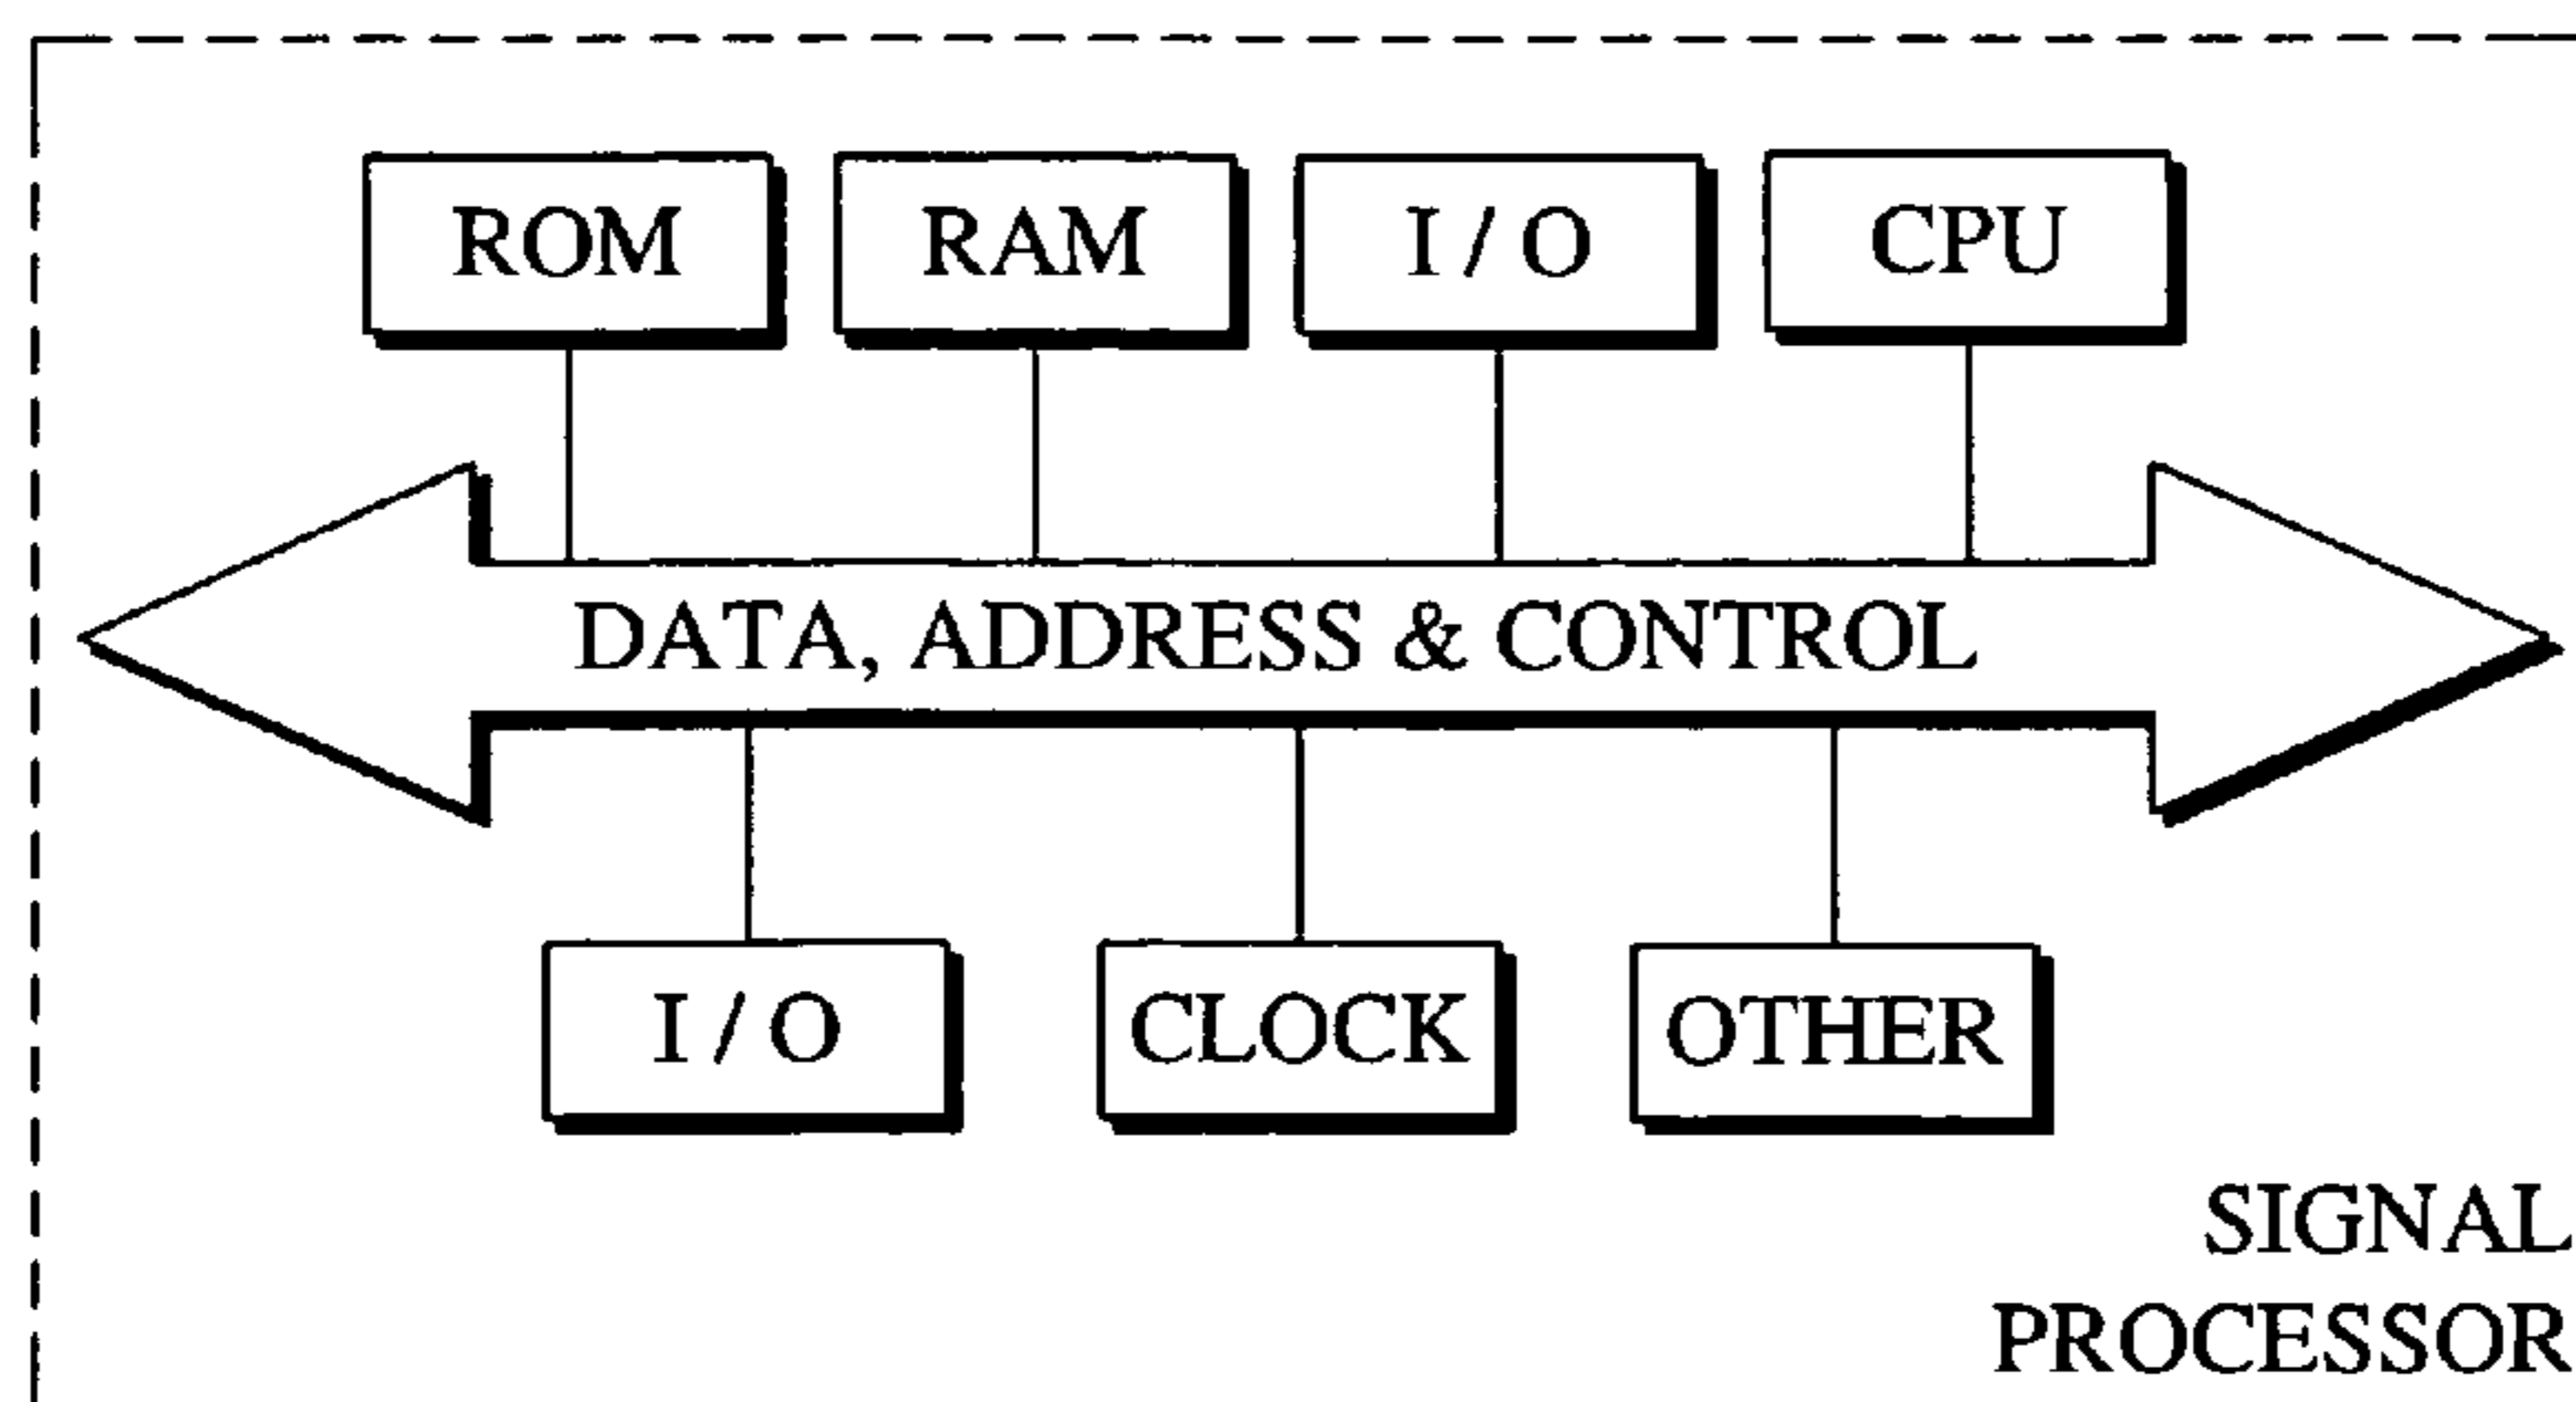 ROM RAM I / O CPU
DATA, ADDRESS & CONTROL
I / O CLOCK OTHER
SIGNAL
PROCESSOR